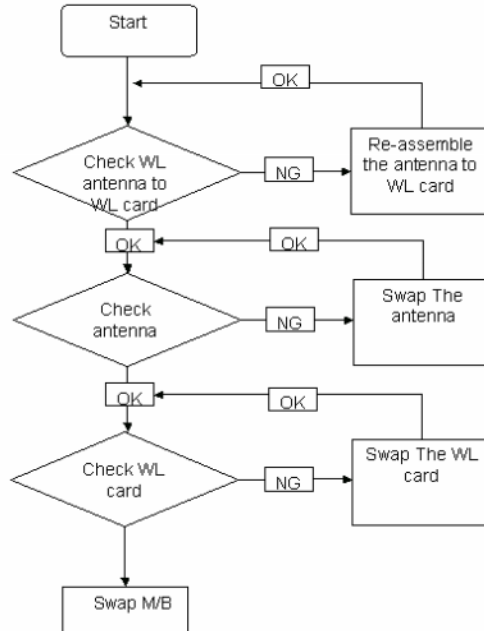 Start
OK
Check WL
antenna to
WL card
NG
Re-assemble
the antenna to
WL card
OK
OK
Check
antenna
NG
Swap The
antenna
OK
OK
Check WL
card
NG
Swap The WL
card
Swap M/B